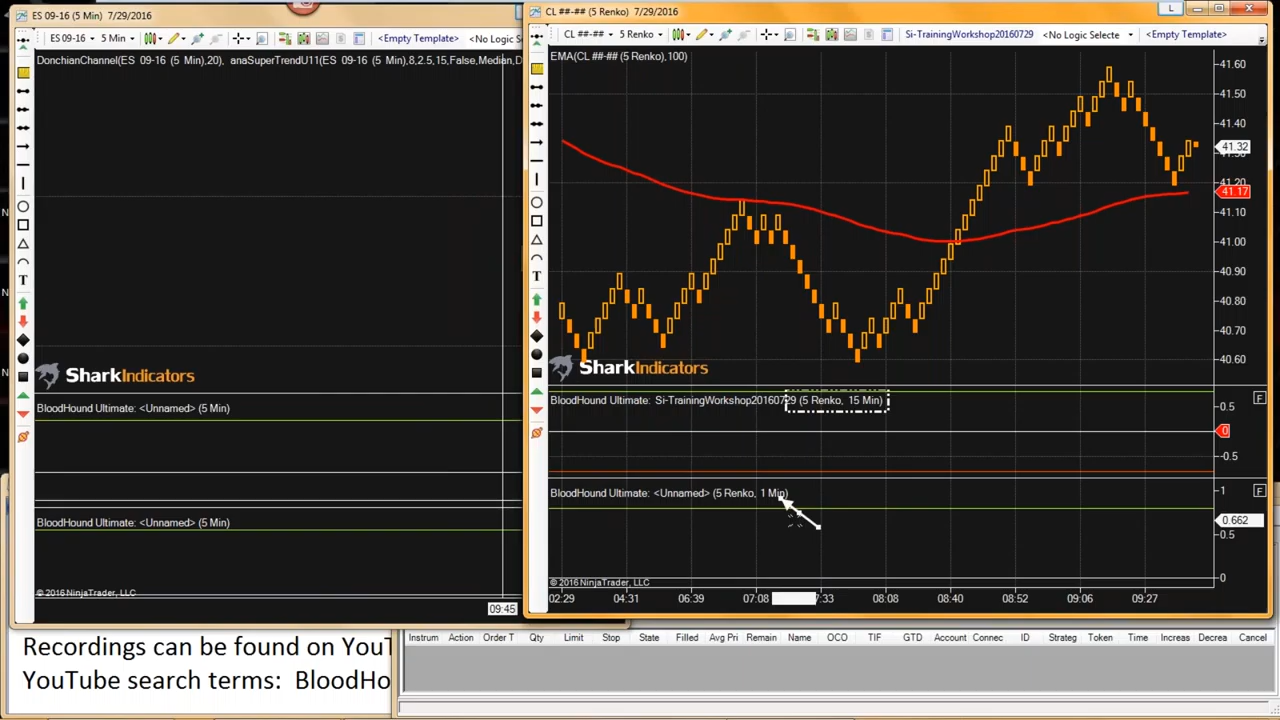 ES 09-16 (5 Min)  7/29/2016
CL ##-## (5 Renko)  7/29/2016
L
ES 09-16
5 Min
<Empty Template>
<No Logic
CL ##-##
5 Renko
Si-TrainingWorkshop20160729
<No Logic Selecte
<Empty Template>
DonchianChannel(ES 09-16 (5 Min),20),  anaSuperTrendU11(ES 09-16 (5 Min),8,2.5,15,False,Median,D
EMA(CL ##-## (5 Renko),100)
T
T
41.60
41.50
41.40
41.32
41.30
41.20
41.17
41.10
41.00
40.90
40.80
40.70
40.60
SharkIndicators
SharkIndicators
BloodHound Ultimate: <Unnamed> (5 Min)
BloodHound Ultimate: Si-TrainingWorkshop20160729 (5 Renko,  15 Min)
F
0.5
0
-0.5
BloodHound Ultimate: <Unnamed> (5 Renko,  1 Min)
F
1
0.662
0.5
0
BloodHound Ultimate: <Unnamed> (5 Min)
© 2016 NinjaTrader, LLC
© 2016 NinjaTrader, LLC
09:45
02:29
04:31
06:39
07:08
:33
08:08
08:40
08:52
09:06
09:27
Instrum
Action
Order T
Qty
Limit
Stop
State
Filled
Avg Pri
Remain
Name
OCO
TIF
GTD
Account
Connec
ID
Strateg
Token
Time
Increas
Decrea
Cancel
Recordings can be found on YouT
YouTube search terms:  BloodHo